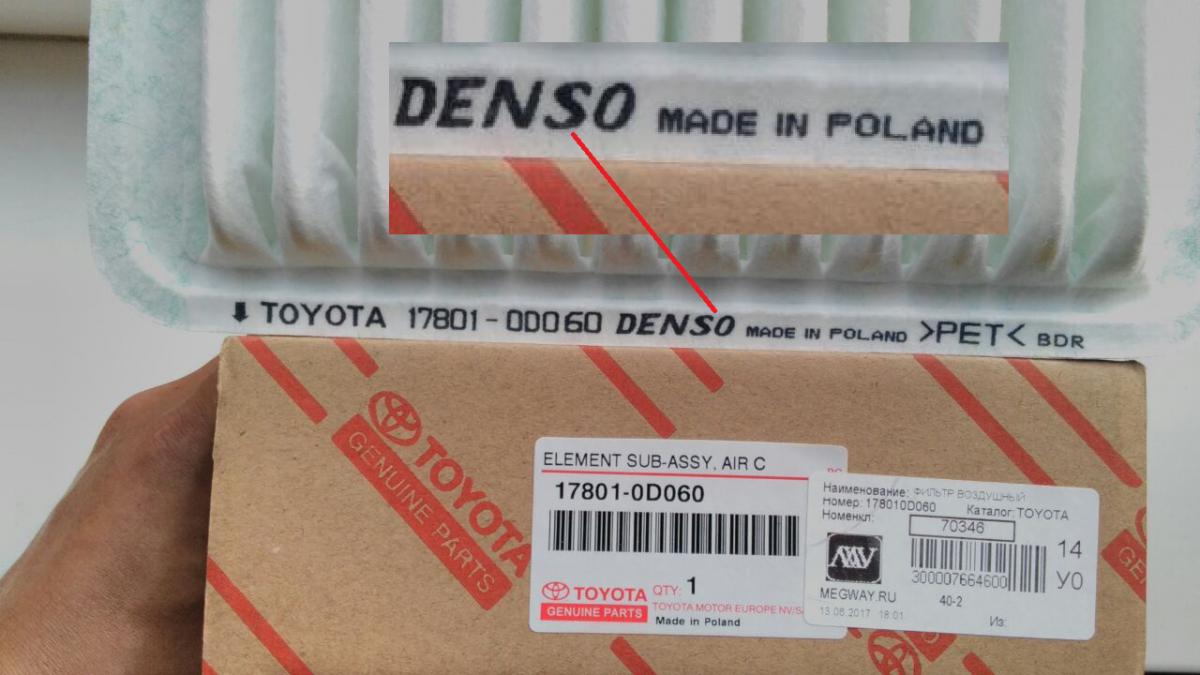 DENSO MADE IN POLAND
TOYOTA 17801-0D060 DENSO MADE IN POLAND >PET< BDR
TOYOTA
GENUINE PARTS
ELEMENT SUB-ASSY, AIR C
17801-0D060
TOYOTA QTY: 1
GENUINE PARTS
TOYOTA MOTOR EUROPE NV/S
Made in Poland
Наименование: ФИЛЬТР ВОЗДУШНЫЙ
Номер: 178010D060 Каталог: TOYOTA
Номенкл: 70346
14
300007664600 У0
MEGWAY.RU 40-2
13.06.2017 18:01 Из:
GEN